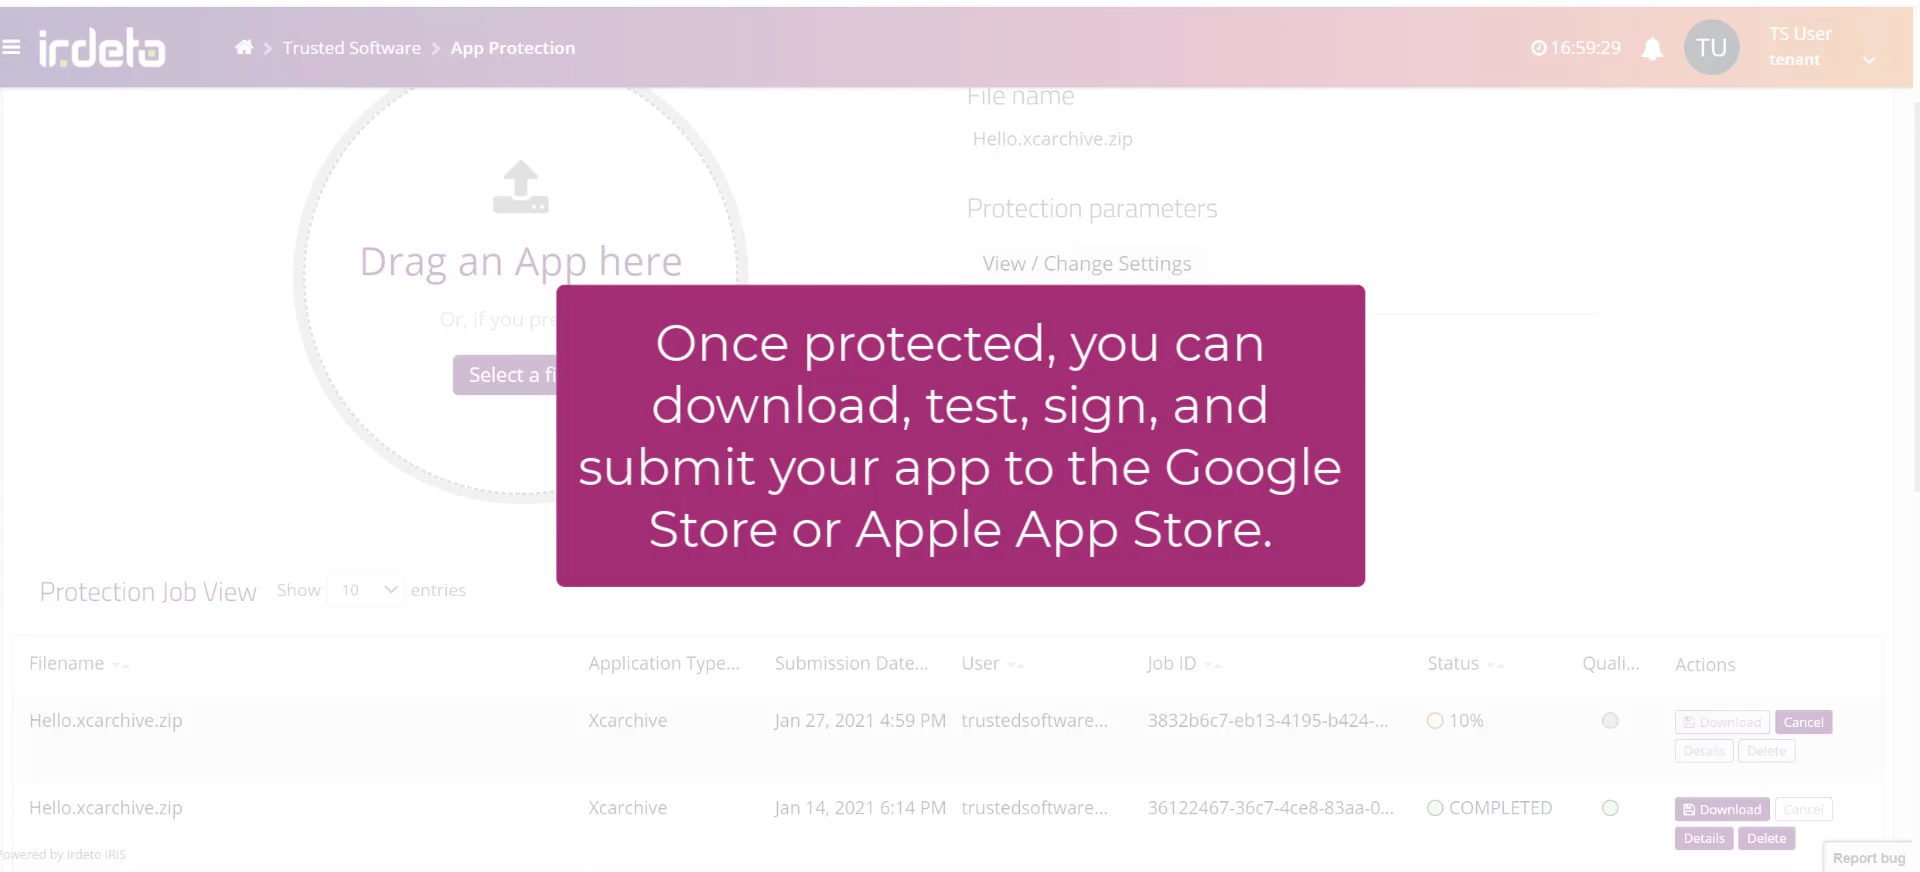 irdeto
Trusted Software
App Protection
16:59:29
TU
TS User
tenant
File name
Hello.xcarchive.zip
Protection parameters
View / Change Settings
Drag an App here
Or, if you pre
Select a fi
Once protected, you can
download, test, sign, and
submit your app to the Google
Store or Apple App Store.
Protection Job View Show 10 entries
Filename Application Type... Submission Date... User Job ID Status Quali... Actions
Hello.xcarchive.zip Xcarchive Jan 27, 2021 4:59 PM trustedsoftware... 3832b6c7-eb13-4195-b424-... 10% Download Cancel
Details Delete
Hello.xcarchive.zip Xcarchive Jan 14, 2021 6:14 PM trustedsoftware... 36122467-36c7-4ce8-83aa-0... COMPLETED Download Cancel
Details Delete
owered by Irdeto IRIS
Report bug